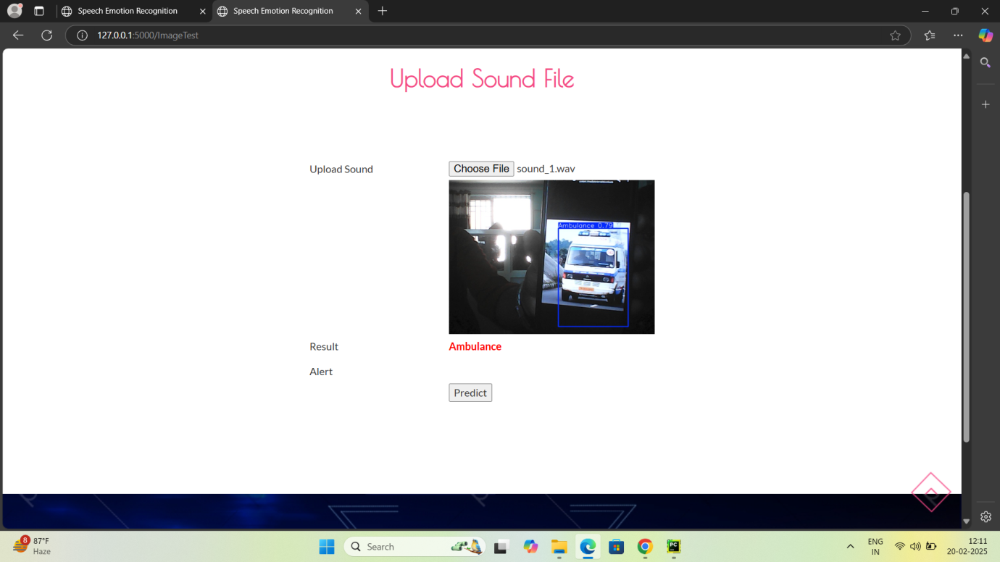 Speech Emotion Recognition
Speech Emotion Recognition
127.0.0.1:5000/ImageTest
Upload Sound File
Upload Sound
Choose File sound_1.wav
Ambulance 0.79
Result
Ambulance
Alert
Predict
8
87°F
Haze
Search
PC
ENG
IN
12:11
20-02-2025